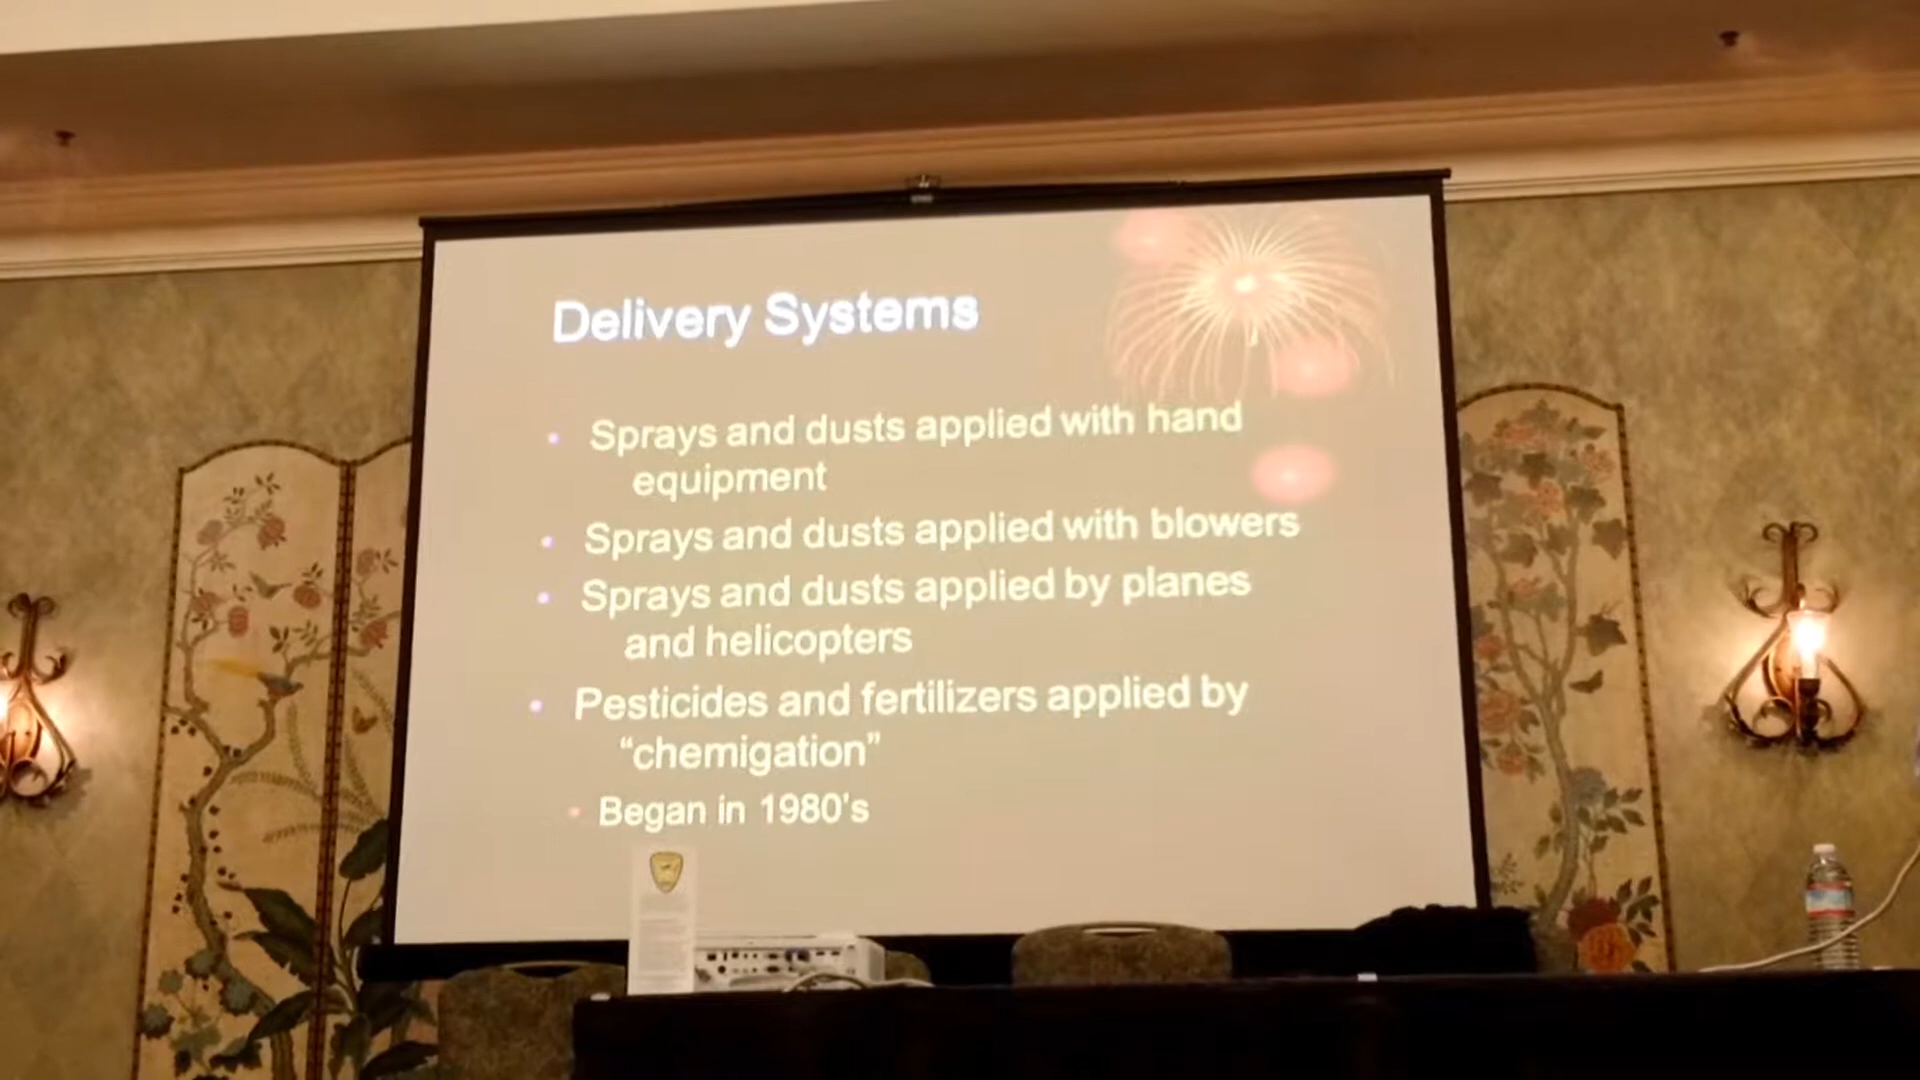 Delivery Systems
• Sprays and dusts applied with hand
equipment
• Sprays and dusts applied with blowers
• Sprays and dusts applied by planes
and helicopters
• Pesticides and fertilizers applied by
“chemigation”
• Began in 1980's